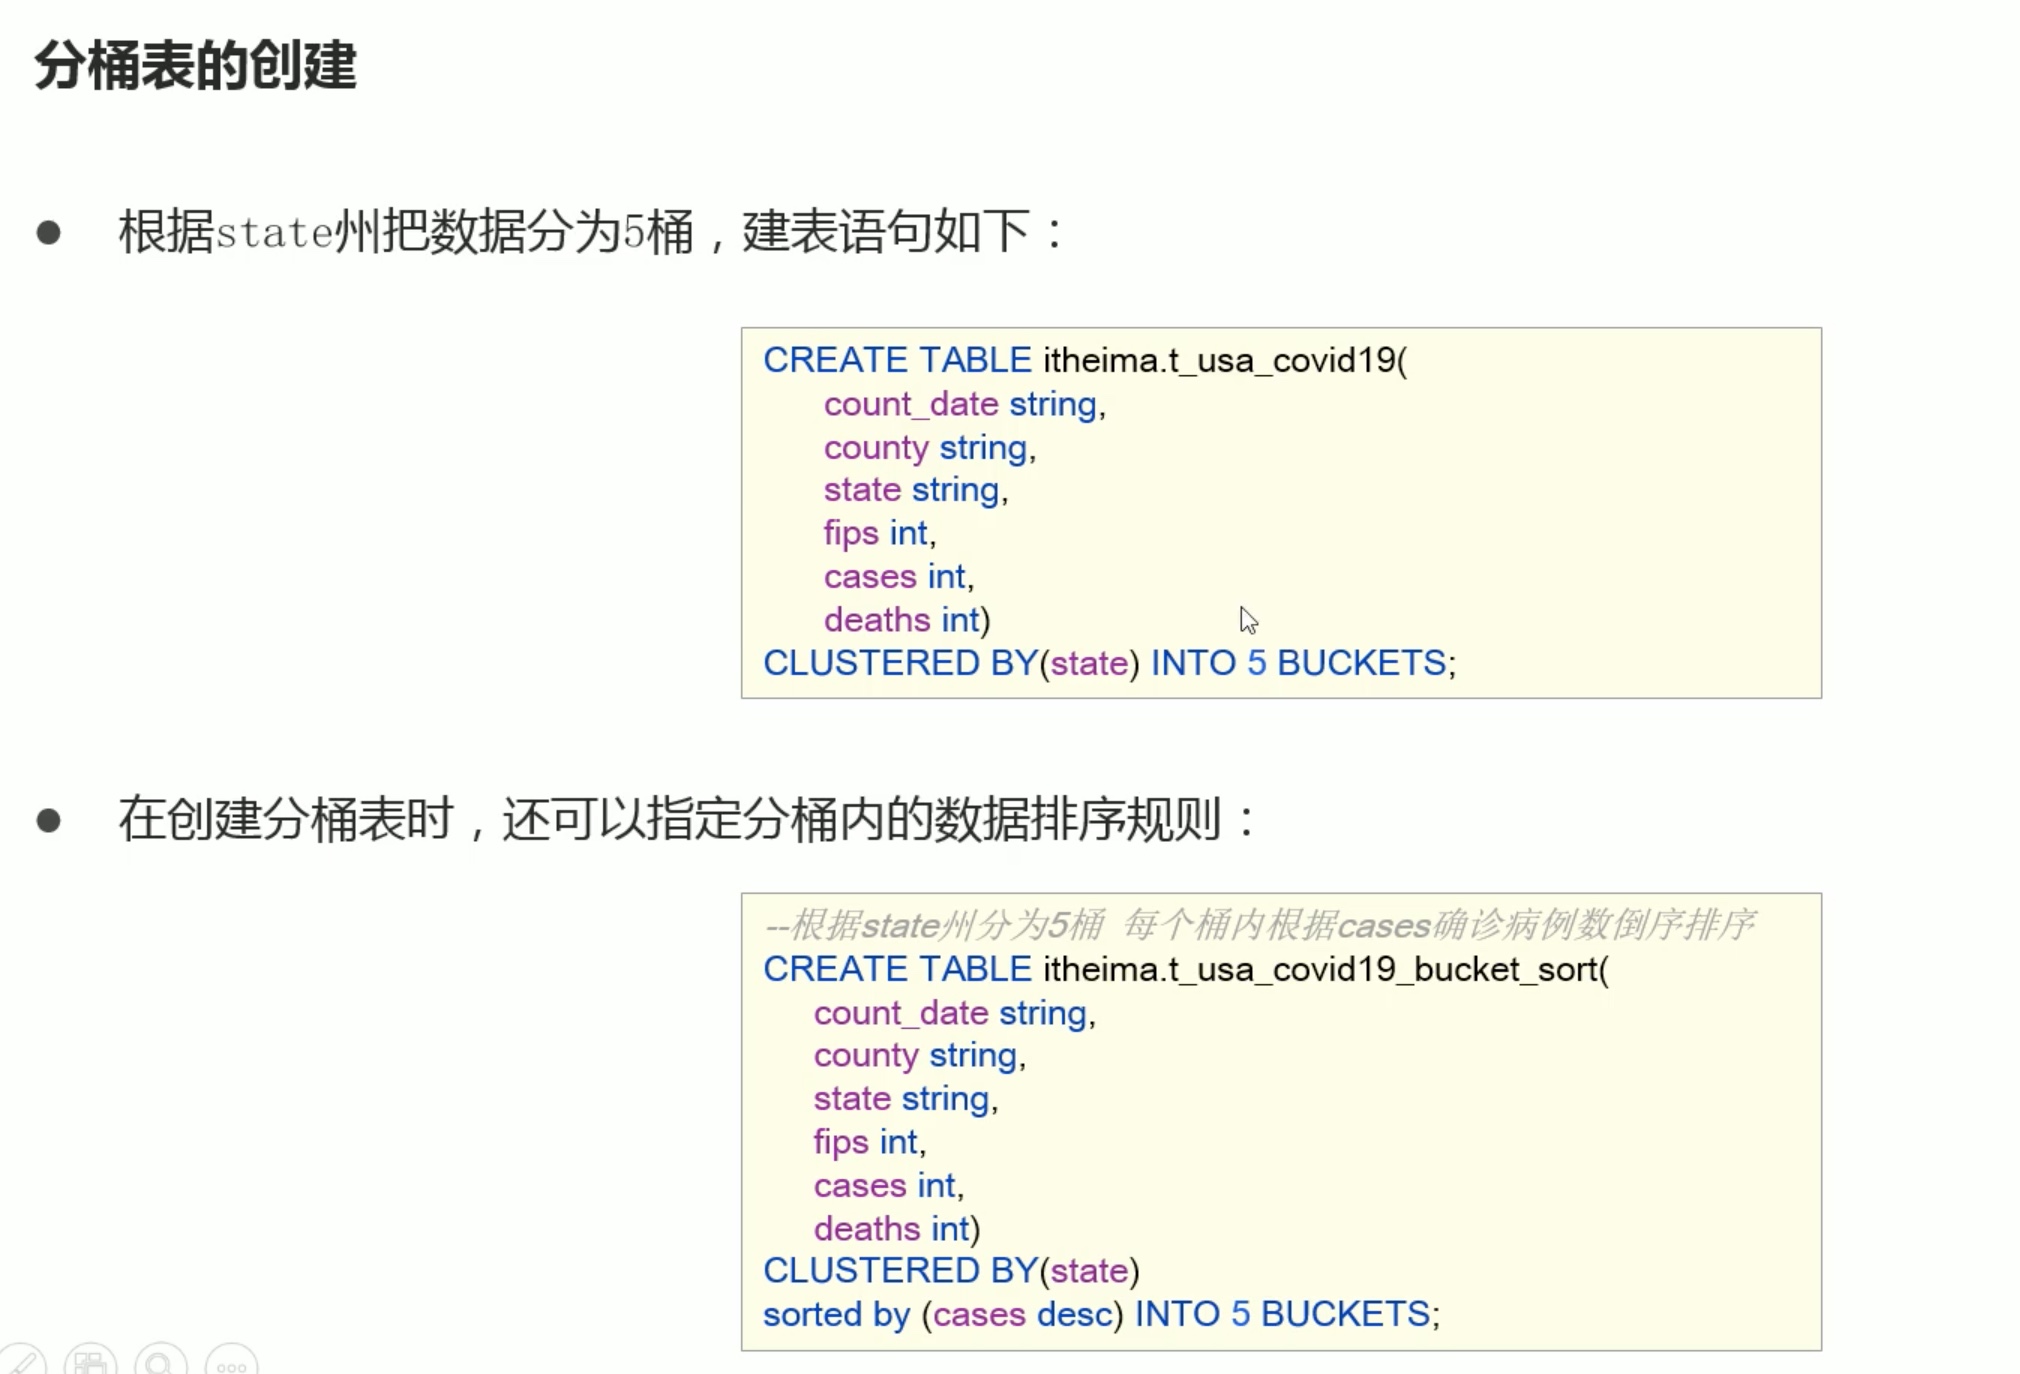 分桶表的创建
● 根据state州把数据分为5桶，建表语句如下：
CREATE TABLE itheima.t_usa_covid19(
count_date string,
county string,
state string,
fips int,
cases int,
deaths int)
CLUSTERED BY(state) INTO 5 BUCKETS;
● 在创建分桶表时，还可以指定分桶内的数据排序规则：
--根据state州分为5桶 每个桶内根据cases确诊病例数倒序排序
CREATE TABLE itheima.t_usa_covid19_bucket_sort(
count_date string,
county string,
state string,
fips int,
cases int,
deaths int)
CLUSTERED BY(state)
sorted by (cases desc) INTO 5 BUCKETS;